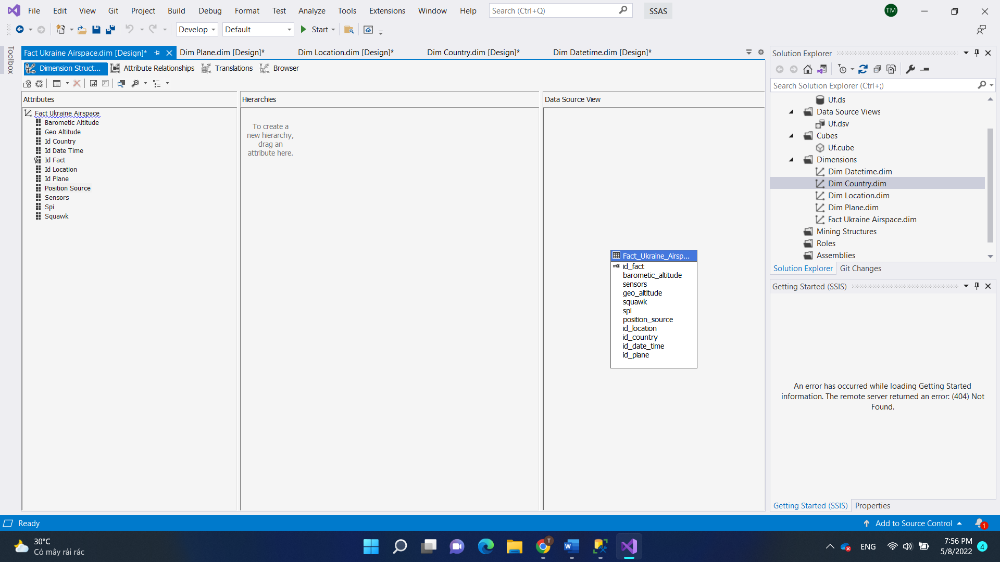 File Edit View Git Project Build Debug Format Test Analyze Tools Extensions Window Help Search (Ctrl+Q) SSAS TM
Develop Default Start
Toolbox
Fact Ukraine Airspace.dim [Design]* Dim Plane.dim [Design]* Dim Location.dim [Design]* Dim Country.dim [Design]* Dim Datetime.dim [Design]*
Dimension Struct... Attribute Relationships Translations Browser
Attributes
Fact Ukraine Airspace
Barometic Altitude
Geo Altitude
Id Country
Id Date Time
Id Fact
Id Location
Id Plane
Position Source
Sensors
Spi
Squawk
Hierarchies
To create a
new hierarchy,
drag an
attribute here.
Data Source View
Fact_Ukraine_Airsp...
id_fact
barometic_altitude
sensors
geo_altitude
squawk
spi
position_source
id_location
id_country
id_date_time
id_plane
Solution Explorer
Search Solution Explorer (Ctrl+;)
Uf.ds
Data Source Views
Uf.dsv
Cubes
Uf.cube
Dimensions
Dim Datetime.dim
Dim Country.dim
Dim Location.dim
Dim Plane.dim
Fact Ukraine Airspace.dim
Mining Structures
Roles
Assemblies
Solution Explorer Git Changes
Getting Started (SSIS)
An error has occurred while loading Getting Started
information. The remote server returned an error: (404) Not
Found.
Getting Started (SSIS) Properties
Ready
Add to Source Control 1
30°C
Có mây rải rác
T
ENG
7:56 PM
5/8/2022
4